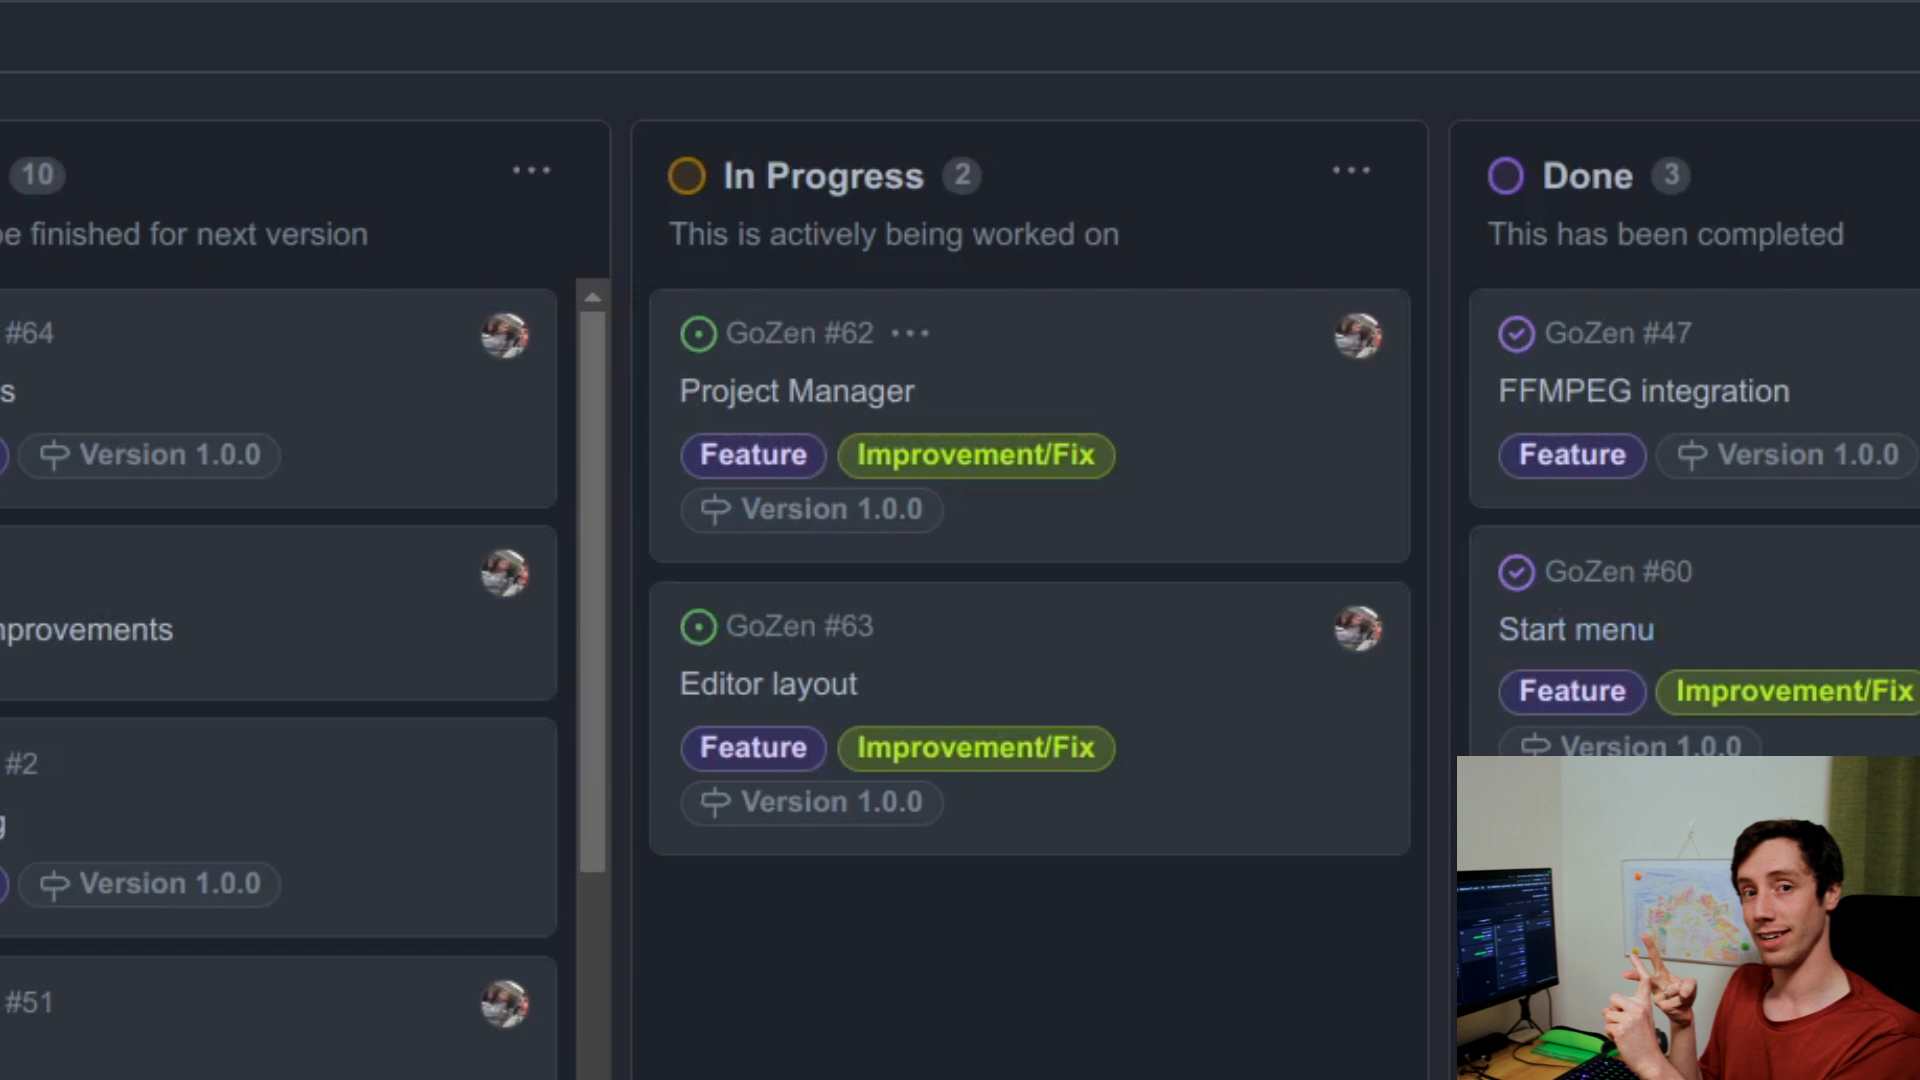 10
be finished for next version
#64
s
Version 1.0.0
mprovements
#2
g
Version 1.0.0
#51
In Progress 2
This is actively being worked on
GoZen #62
Project Manager
Feature Improvement/Fix
Version 1.0.0
GoZen #63
Editor layout
Feature Improvement/Fix
Version 1.0.0
Done 3
This has been completed
GoZen #47
FFMPEG integration
Feature Version 1.0.0
GoZen #60
Start menu
Feature Improvement/Fix
Version 1.0.0